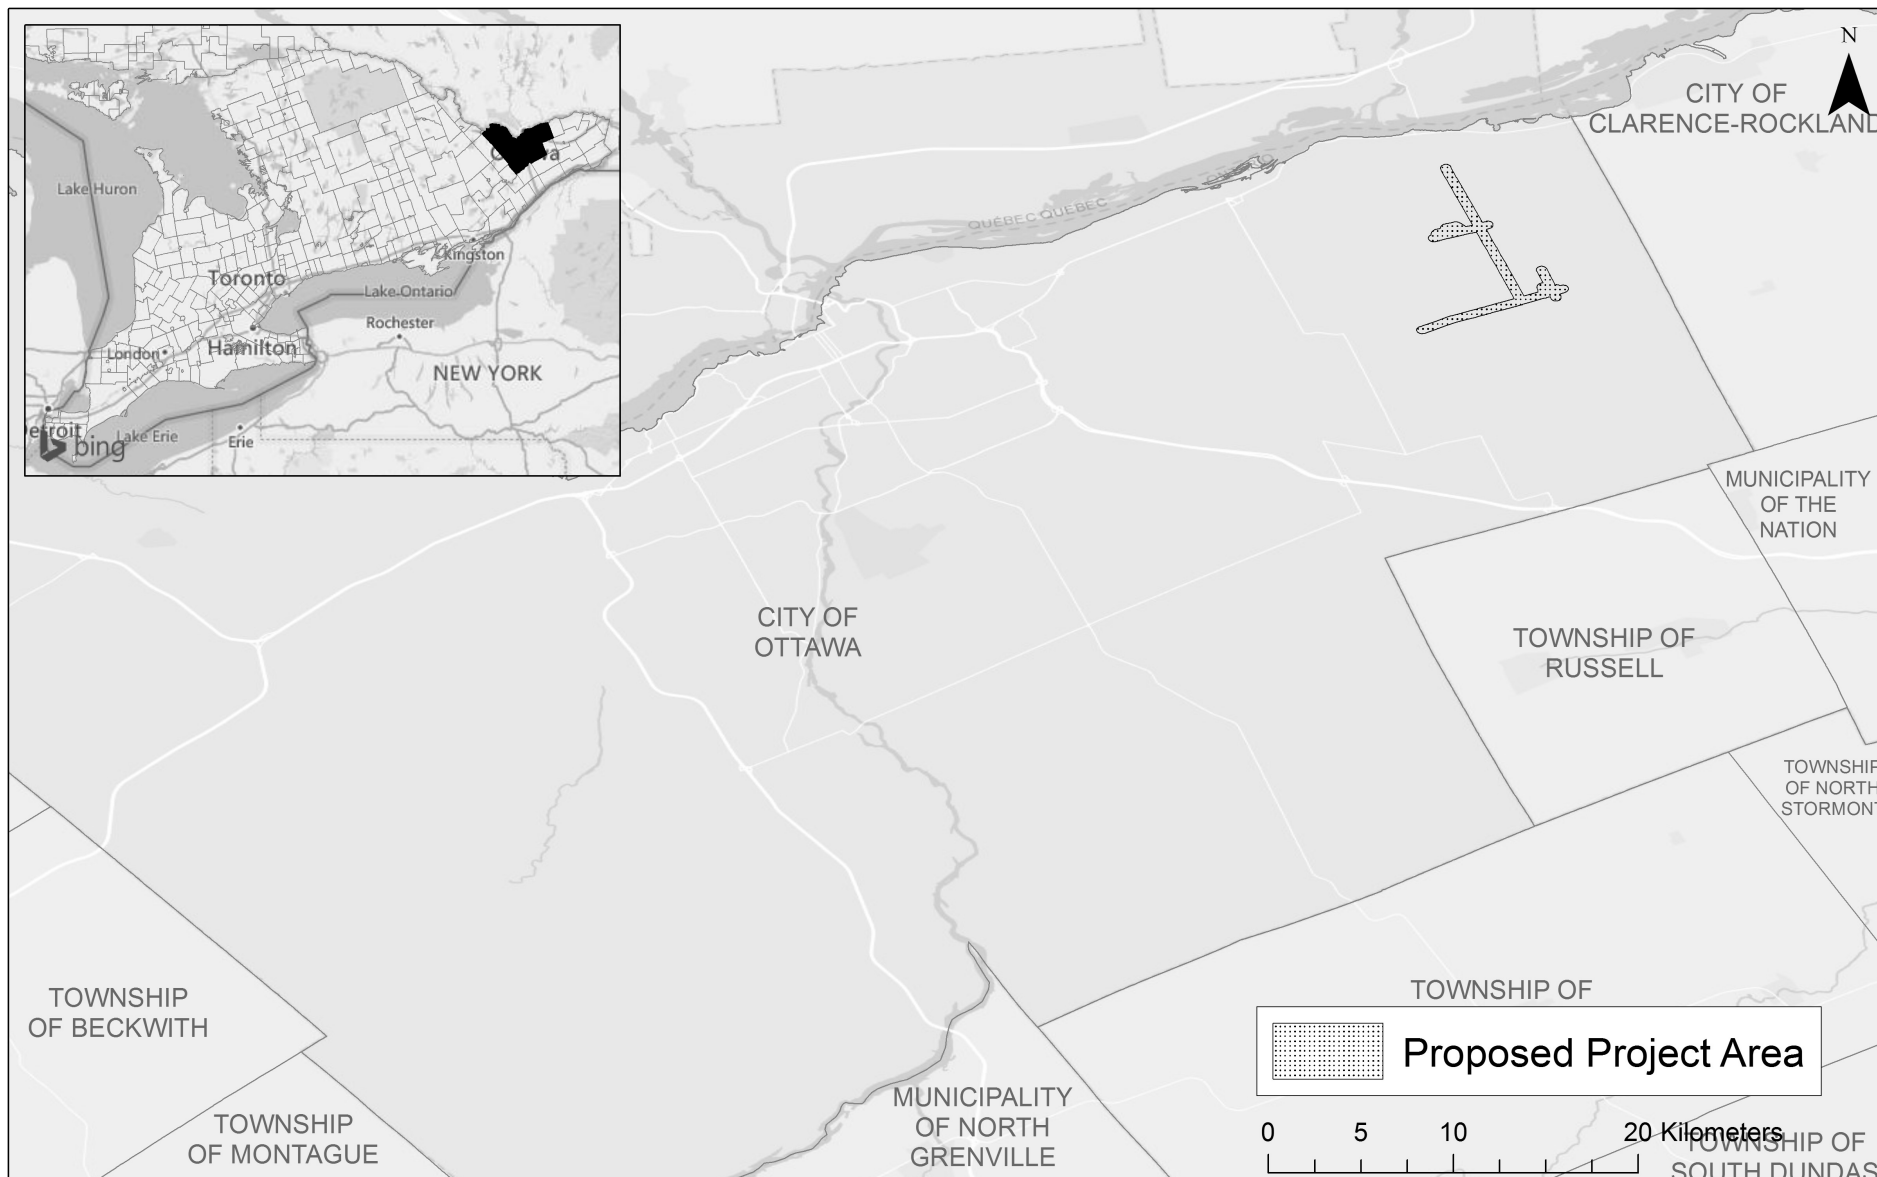 N
CITY OF
CLARENCE-ROCKLAND
Lake Huron
Toronto
Kingston
Lake Ontario
Rochester
London
Hamilton
NEW YORK
Detroit
Lake Erie
Erie
bing
QUÉBEC QUEBEC
MUNICIPALITY
OF THE
NATION
CITY OF
OTTAWA
TOWNSHIP OF
RUSSELL
TOWNSHIP
OF NORTH
STORMONT
TOWNSHIP
OF BECKWITH
TOWNSHIP OF
Proposed Project Area
MUNICIPALITY
OF NORTH
GRENVILLE
TOWNSHIP
OF MONTAGUE
0 5 10 20 Kilometers
TOWNSHIP OF
SOUTH DUNDAS